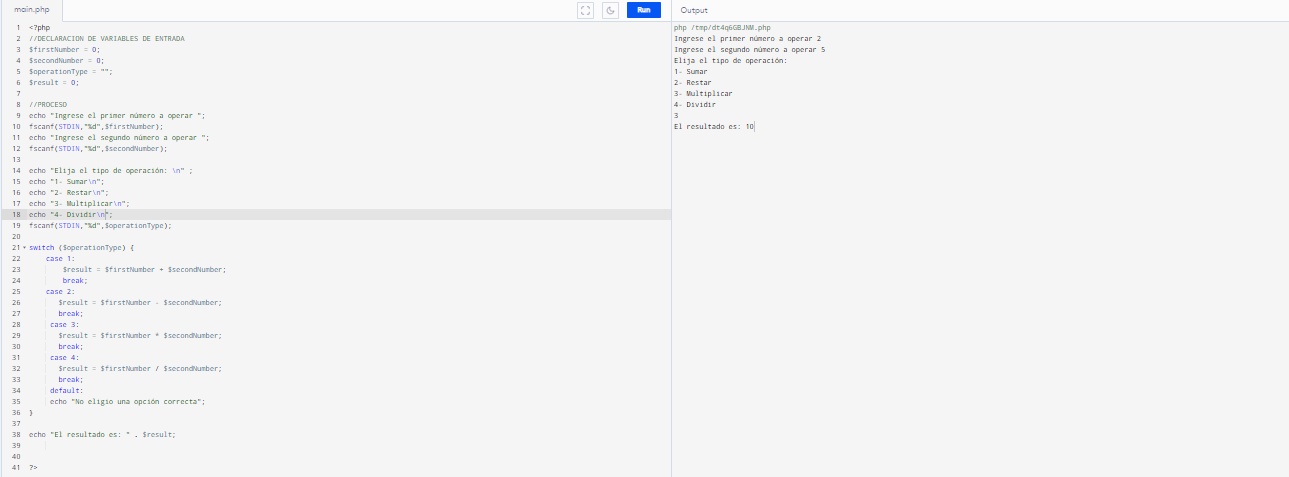 main.php
Run
Output
1 <?php
2 //DECLARACION DE VARIABLES DE ENTRADA
3 $firstNumber = 0;
4 $secondNumber = 0;
5 $operationType = "";
6 $result = 0;
7
8 //PROCESO
9 echo "Ingrese el primer número a operar ";
10 fscanf(STDIN,"%d",$firstNumber);
11 echo "Ingrese el segundo número a operar ";
12 fscanf(STDIN,"%d",$secondNumber);
13
14 echo "Elija el tipo de operación: \n" ;
15 echo "1- Sumar\n";
16 echo "2- Restar\n";
17 echo "3- Multiplicar\n";
18 echo "4- Dividir\n";
19 fscanf(STDIN,"%d",$operationType);
20
21 switch ($operationType) {
22 case 1:
23 $result = $firstNumber + $secondNumber;
24 break;
25 case 2:
26 $result = $firstNumber - $secondNumber;
27 break;
28 case 3:
29 $result = $firstNumber * $secondNumber;
30 break;
31 case 4:
32 $result = $firstNumber / $secondNumber;
33 break;
34 default:
35 echo "No eligio una opción correcta";
36 }
37
38 echo "El resultado es: " . $result;
39
40
41 ?>
php /tmp/dt4q6GBJNM.php
Ingrese el primer número a operar 2
Ingrese el segundo número a operar 5
Elija el tipo de operación:
1- Sumar
2- Restar
3- Multiplicar
4- Dividir
3
El resultado es: 10